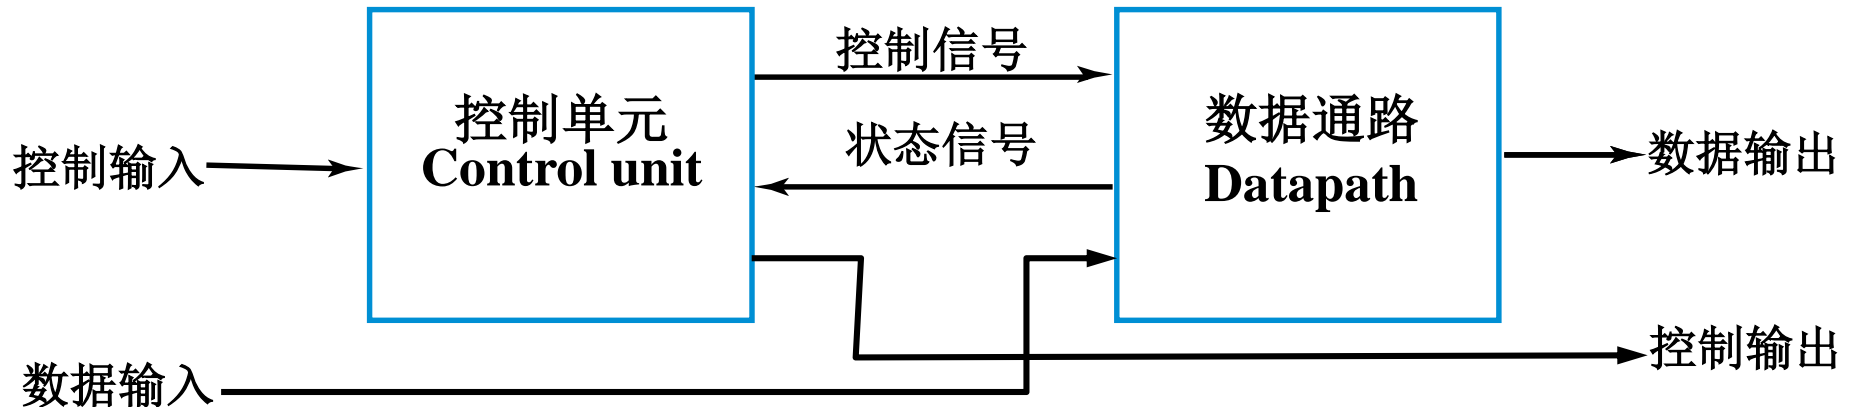 控制信号
控制单元
Control unit
数据通路
Datapath
状态信号
控制输入
数据输出
控制输出
数据输入